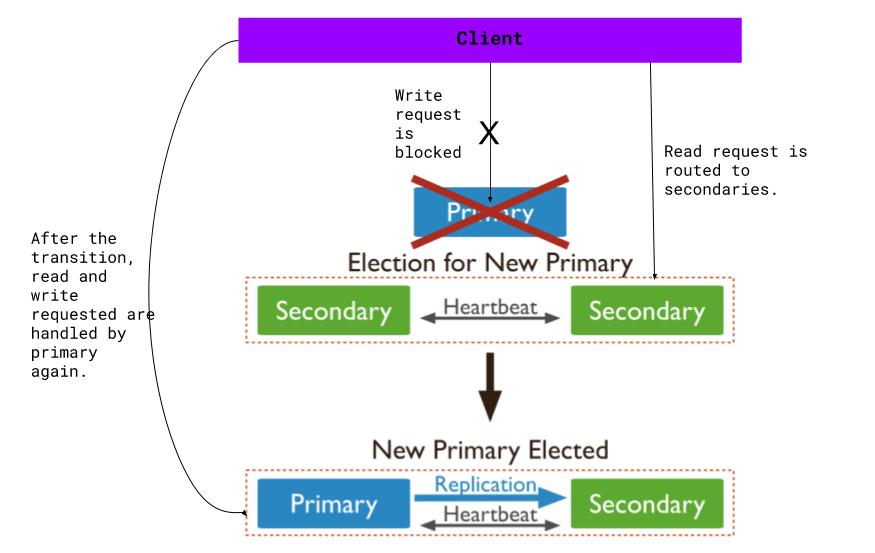 Client
Write
request
is
blocked
X
Read request is
routed to
secondaries.
Primary
After the
transition,
read and
write
requested are
handled by
primary
again.
Election for New Primary
Secondary
Heartbeat
Secondary
New Primary Elected
Primary
Replication
Heartbeat
Secondary